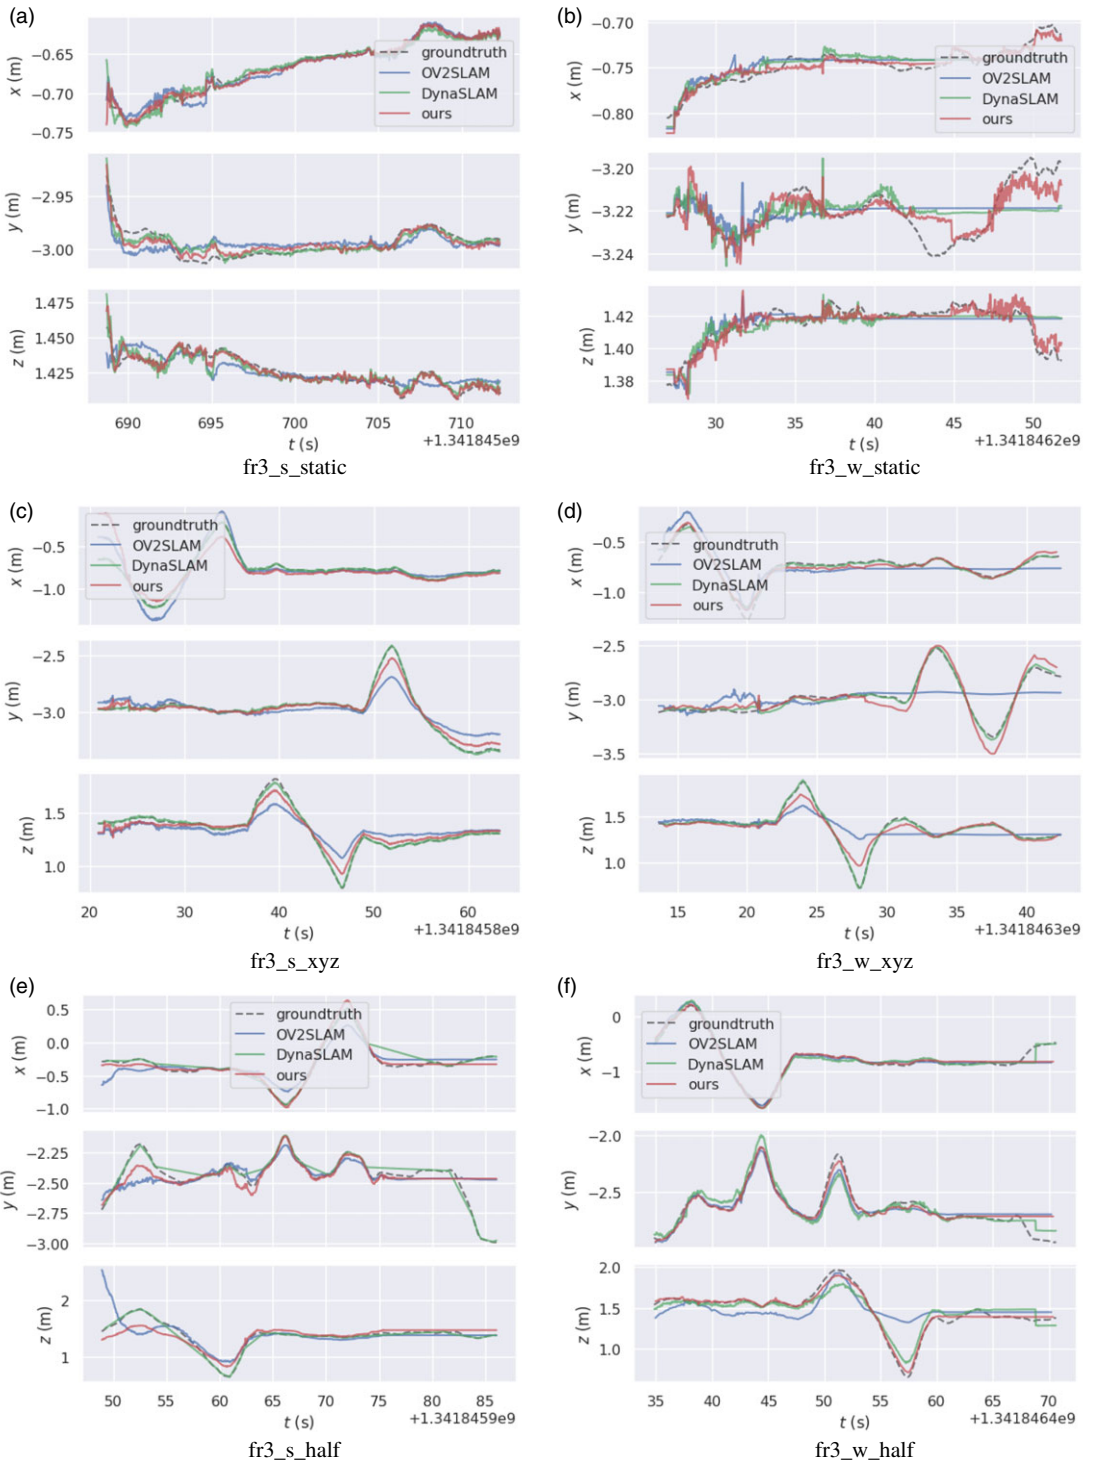 (a)
x (m)
−0.65
−0.70
−0.75
groundtruth
OV2SLAM
DynaSLAM
ours
y (m)
−2.95
−3.00
z (m)
1.475
1.450
1.425
690 695 700 705 710
t (s)
+1.341845e9
fr3_s_static
(b)
x (m)
−0.70
−0.75
−0.80
groundtruth
OV2SLAM
DynaSLAM
ours
y (m)
−3.20
−3.22
−3.24
z (m)
1.42
1.40
1.38
30 35 40 45 50
t (s)
+1.3418462e9
fr3_w_static
(c)
x (m)
−0.5
−1.0
groundtruth
OV2SLAM
DynaSLAM
ours
y (m)
−2.5
−3.0
z (m)
1.5
1.0
20 30 40 50 60
t (s)
+1.3418458e9
fr3_s_xyz
(d)
x (m)
−0.5
−1.0
groundtruth
OV2SLAM
DynaSLAM
ours
y (m)
−2.5
−3.0
−3.5
z (m)
1.5
1.0
15 20 25 30 35 40
t (s)
+1.3418463e9
fr3_w_xyz
(e)
x (m)
0.5
0.0
−0.5
−1.0
groundtruth
OV2SLAM
DynaSLAM
ours
y (m)
−2.25
−2.50
−2.75
−3.00
z (m)
2
1
50 55 60 65 70 75 80 85
t (s)
+1.3418459e9
fr3_s_half
(f)
x (m)
0
−1
groundtruth
OV2SLAM
DynaSLAM
ours
y (m)
−2.0
−2.5
z (m)
2.0
1.5
1.0
35 40 45 50 55 60 65 70
t (s)
+1.3418464e9
fr3_w_half